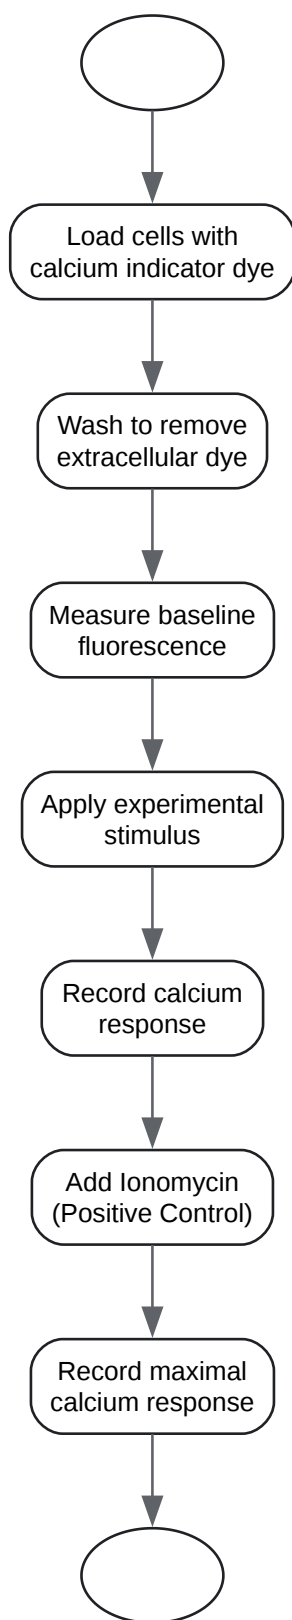 Load cells with
calcium indicator dye
Wash to remove
extracellular dye
Measure baseline
fluorescence
Apply experimental
stimulus
Record calcium
response
Add Ionomycin
(Positive Control)
Record maximal
calcium response